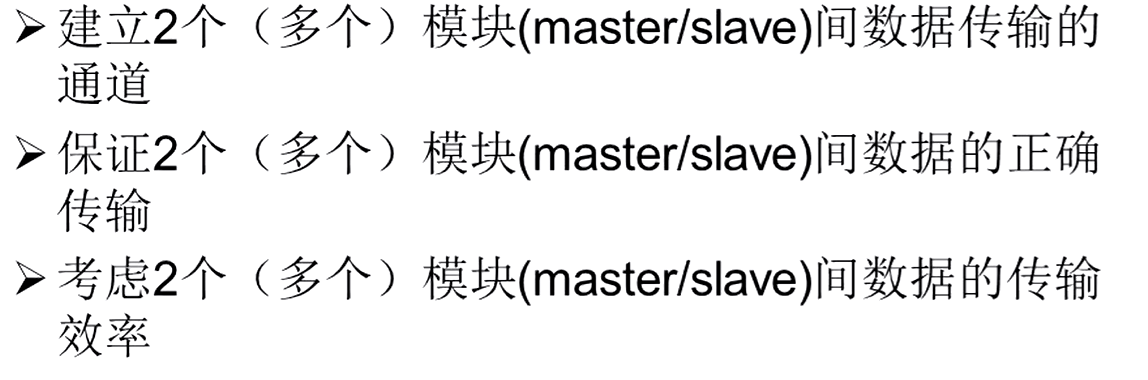 ➢建立2个（多个）模块(master/slave)间数据传输的
通道
➢保证2个（多个）模块(master/slave)间数据的正确
传输
➢考虑2个（多个）模块(master/slave)间数据的传输
效率